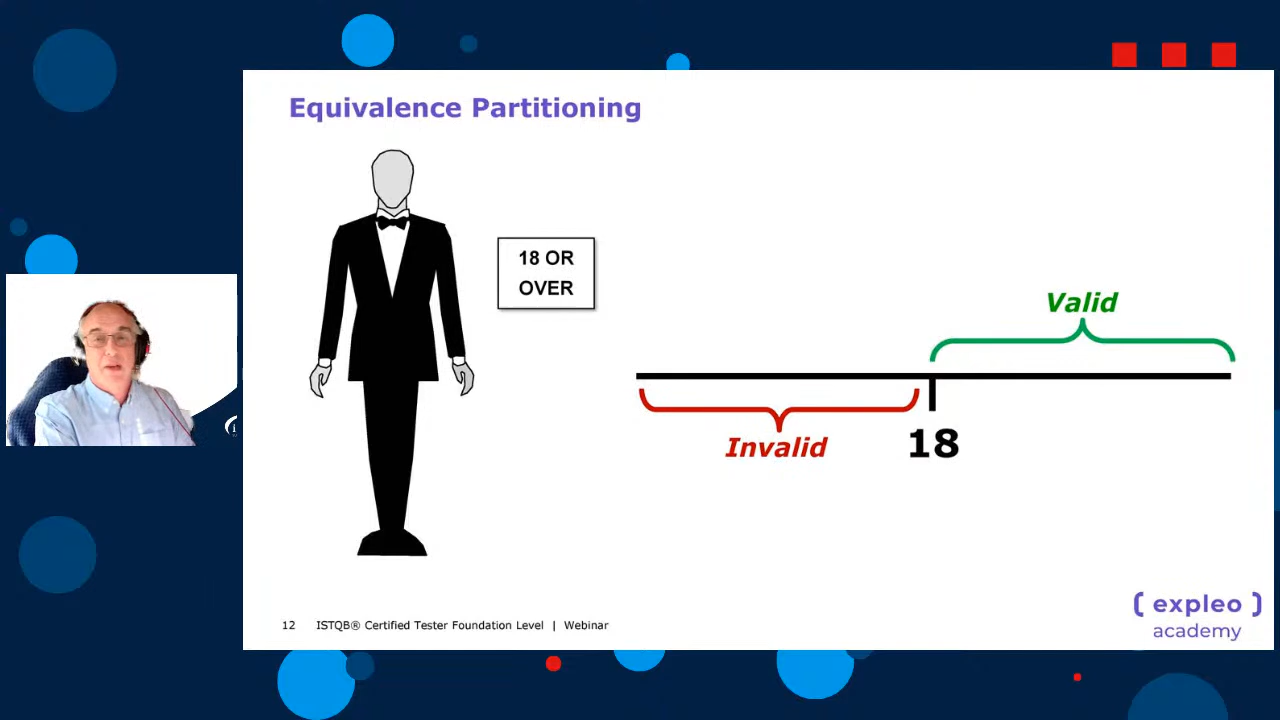 Equivalence Partitioning
18 OR
OVER
Valid
Invalid
18
12 ISTQB® Certified Tester Foundation Level | Webinar
{ expleo }
academy